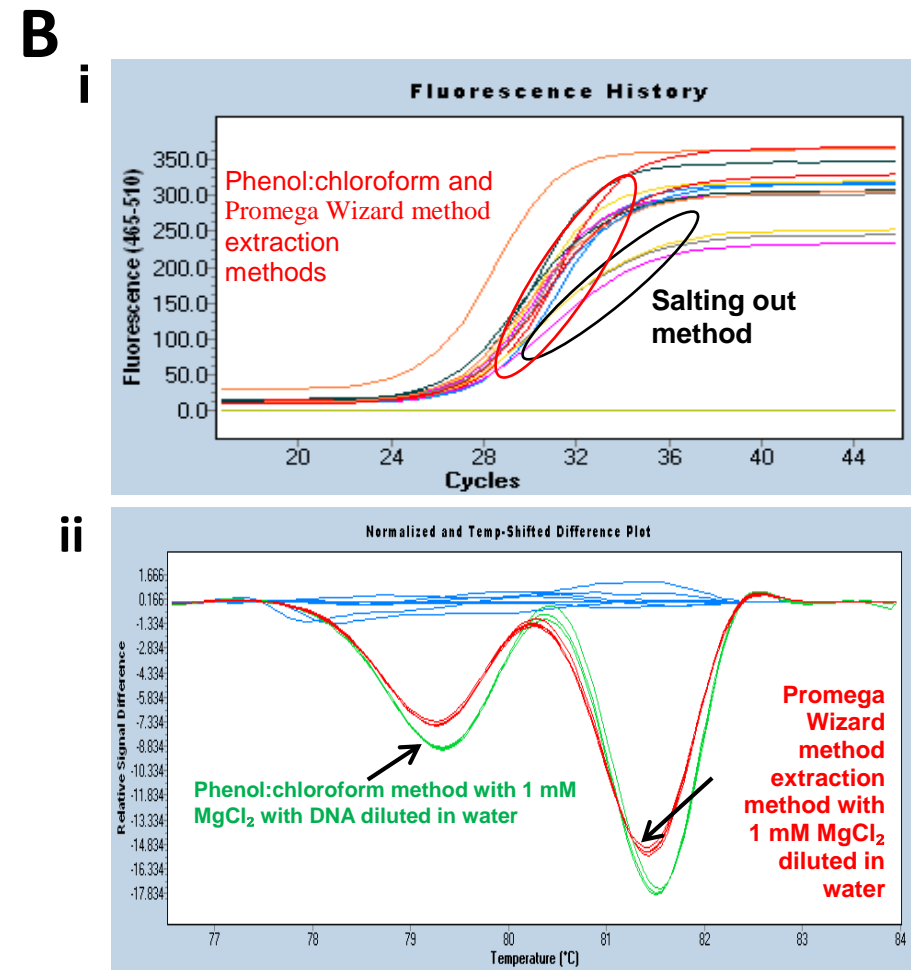 B
i
Fluorescence History
Fluorescence (465-510)
350.0
300.0
250.0
200.0
150.0
100.0
50.0
0.0
Phenol:chloroform and
Promega Wizard method
extraction
methods
Salting out
method
20 24 28 32 36 40 44
Cycles
ii
Normalized and Temp-Shifted Difference Plot
Relative Signal Difference
1.666
0.166
-1.334
-2.834
-4.334
-5.834
-7.334
-8.834
-10.334
-11.834
-13.334
-14.834
-16.334
-17.834
Phenol:chloroform method with 1 mM
MgCl₂ with DNA diluted in water
Promega
Wizard
method
extraction
method with
1 mM MgCl₂
diluted in
water
77 78 79 80 81 82 83 84
Temperature (°C)